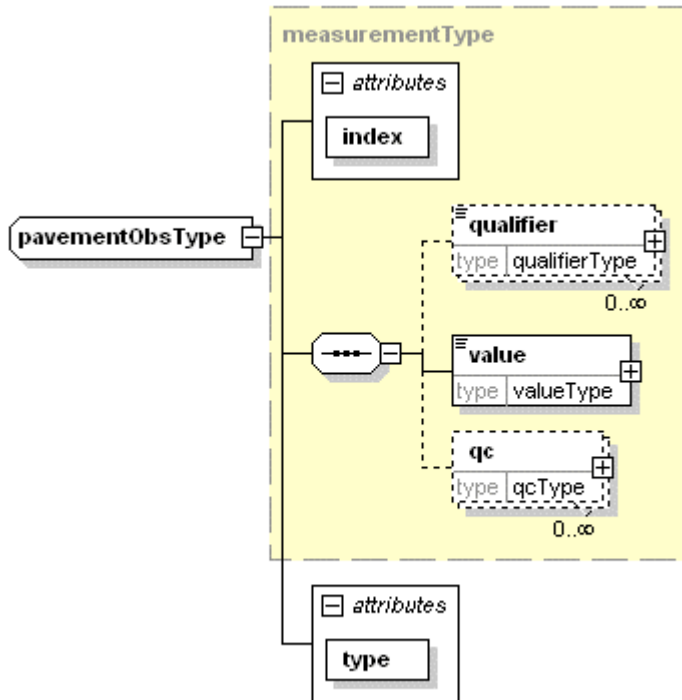 measurementType
attributes
index
pavementObsType
qualifier
type qualifierType
0..∞
value
type valueType
qc
type qcType
0..∞
attributes
type